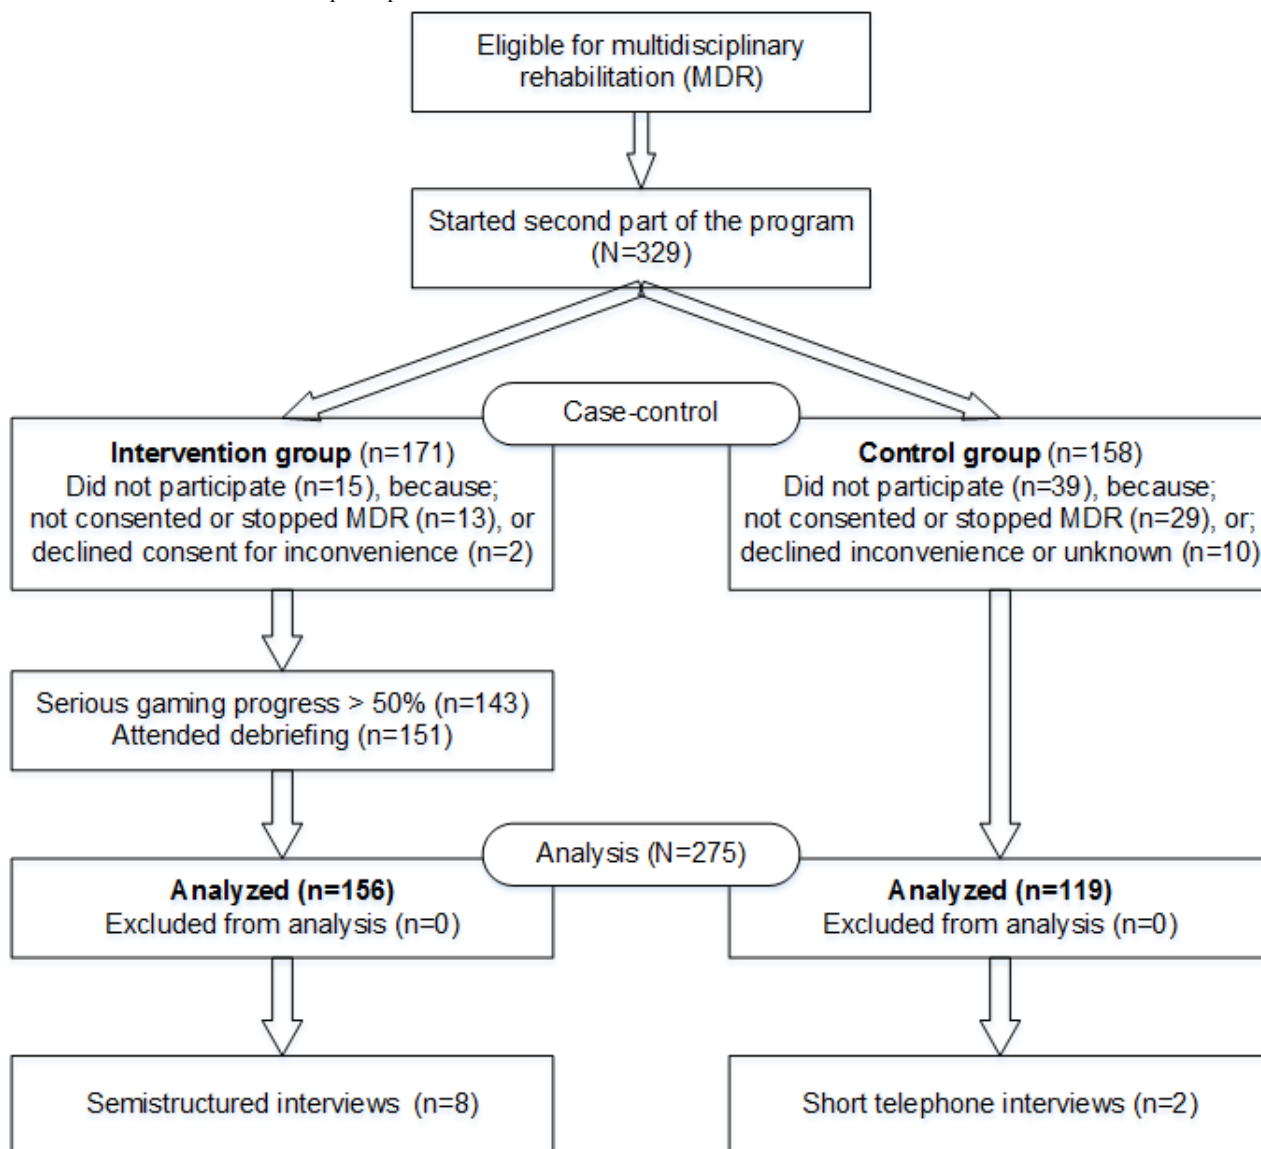 Eligible for multidisciplinary
rehabilitation (MDR)
Started second part of the program
(N=329)
Case-control
Intervention group (n=171)
Did not participate (n=15), because;
not consented or stopped MDR (n=13), or
declined consent for inconvenience (n=2)
Control group (n=158)
Did not participate (n=39), because;
not consented or stopped MDR (n=29), or;
declined inconvenience or unknown (n=10)
Serious gaming progress > 50% (n=143)
Attended debriefing (n=151)
Analysis (N=275)
Analyzed (n=156)
Excluded from analysis (n=0)
Analyzed (n=119)
Excluded from analysis (n=0)
Semistructured interviews (n=8)
Short telephone interviews (n=2)